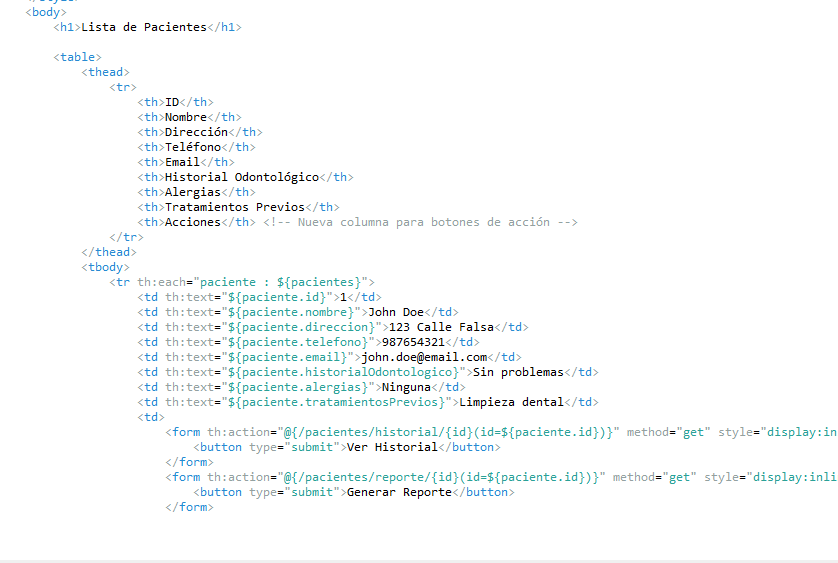 <body>
<h1>Lista de Pacientes</h1>
<table>
<thead>
<tr>
<th>ID</th>
<th>Nombre</th>
<th>Dirección</th>
<th>Teléfono</th>
<th>Email</th>
<th>Historial Odontológico</th>
<th>Alergias</th>
<th>Tratamientos Previos</th>
<th>Acciones</th> <!-- Nueva columna para botones de acción -->
</tr>
</thead>
<tbody>
<tr th:each="paciente : ${pacientes}">
<td th:text="${paciente.id}">1</td>
<td th:text="${paciente.nombre}">John Doe</td>
<td th:text="${paciente.direccion}">123 Calle Falsa</td>
<td th:text="${paciente.telefono}">987654321</td>
<td th:text="${paciente.email}">john.doe@email.com</td>
<td th:text="${paciente.historialOdontologico}">Sin problemas</td>
<td th:text="${paciente.alergias}">Ninguna</td>
<td th:text="${paciente.tratamientosPrevios}">Limpieza dental</td>
<td>
<form th:action="@{/pacientes/historial/{id}(id=${paciente.id})}" method="get" style="display:inl
<button type="submit">Ver Historial</button>
</form>
<form th:action="@{/pacientes/reporte/{id}(id=${paciente.id})}" method="get" style="display:inli
<button type="submit">Generar Reporte</button>
</form>